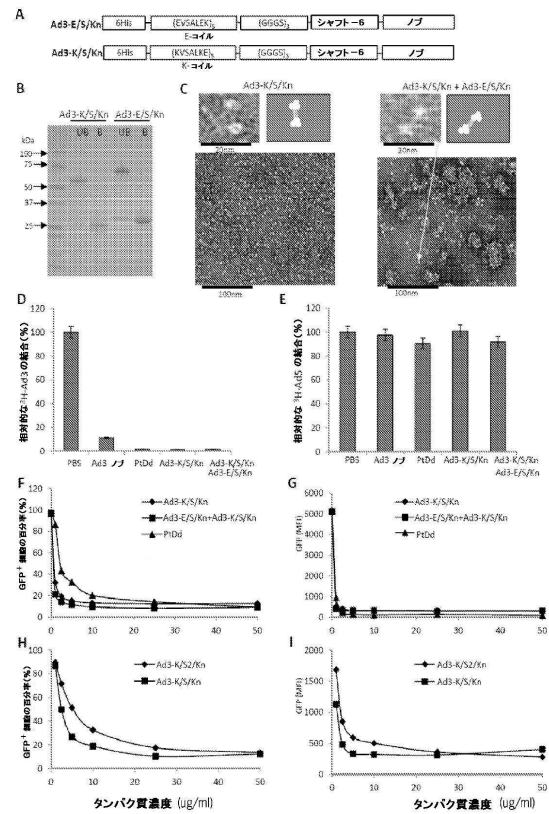 A
Ad3-E/S/Kn 6His {EVSALEK}5 {GGGS}3 シャフトー6 ノブ
E-コイル
Ad3-K/S/Kn 6His {KVSALKE}5 {GGGS}3 シャフトー6 ノブ
K-コイル
B
Ad3-K/S/Kn Ad3-E/S/Kn
UB B UB B
kDa
100
75
50
37
25
C
Ad3-K/S/Kn
20nm
100nm
Ad3-K/S/Kn + Ad3-E/S/Kn
20nm
100nm
D
相対的な ³H-Ad3 の結合(%)
120
100
80
60
40
20
0
PBS Ad3 ノブ PtDd Ad3-K/S/Kn Ad3-K/S/Kn
Ad3-E/S/Kn
E
相対的な ³H-Ad5 の結合(%)
120
100
80
60
40
20
0
PBS Ad3 ノブ PtDd Ad3-K/S/Kn Ad3-K/S/Kn
Ad3-E/S/Kn
F
GFP⁺ 細胞の百分率(%)
120
100
80
60
40
20
0
0 10 20 30 40 50
Ad3-K/S/Kn
Ad3-E/S/Kn+Ad3-K/S/Kn
PtDd
G
GFP (MFI)
6000
5000
4000
3000
2000
1000
0
0 10 20 30 40 50
Ad3-K/S/Kn
Ad3-E/S/Kn+Ad3-K/S/Kn
PtDd
H
GFP⁺ 細胞の百分率(%)
100
80
60
40
20
0
0 10 20 30 40 50
Ad3-K/S2/Kn
Ad3-K/S/Kn
タンパク質濃度 (ug/ml)
I
GFP (MFI)
2000
1500
1000
500
0
0 10 20 30 40 50
Ad3-K/S2/Kn
Ad3-K/S/Kn
タンパク質濃度 (ug/ml)